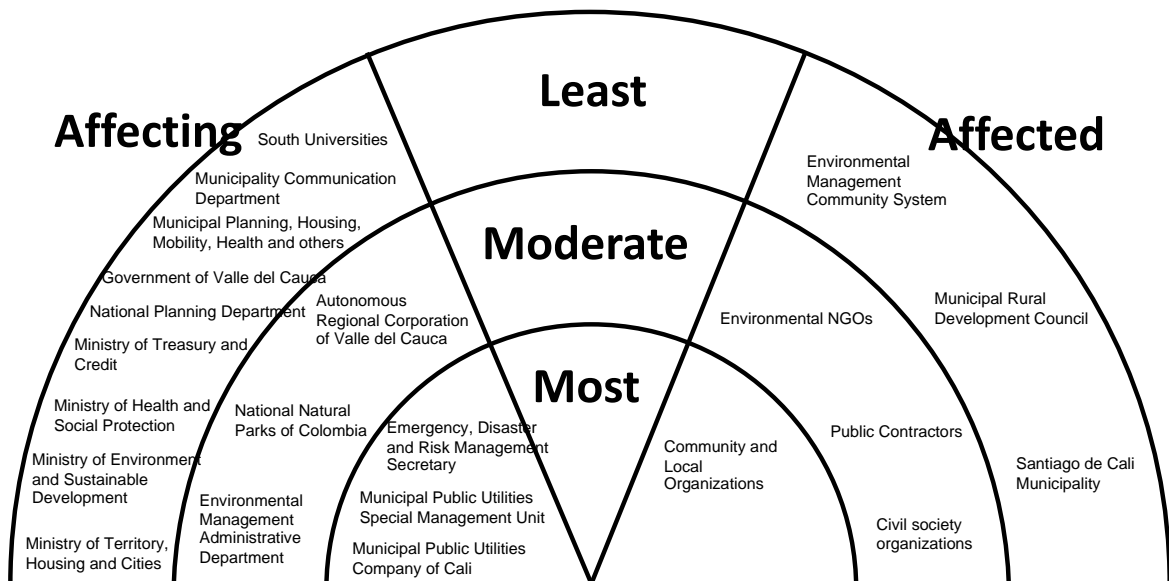 Least
Affecting
Affected
South Universities
Municipality Communication
Department
Municipal Planning, Housing,
Mobility, Health and others
Government of Valle del Cauca
National Planning Department
Ministry of Treasury and
Credit
Ministry of Health and
Social Protection
Ministry of Environment
and Sustainable
Development
Ministry of Territory,
Housing and Cities
Environmental
Management
Community System
Municipal Rural
Development Council
Santiago de Cali
Municipality
Moderate
Autonomous
Regional Corporation
of Valle del Cauca
National Natural
Parks of Colombia
Environmental
Management
Administrative
Department
Environmental NGOs
Public Contractors
Civil society
organizations
Most
Emergency, Disaster
and Risk Management
Secretary
Municipal Public Utilities
Special Management Unit
Municipal Public Utilities
Company of Cali
Community and
Local
Organizations